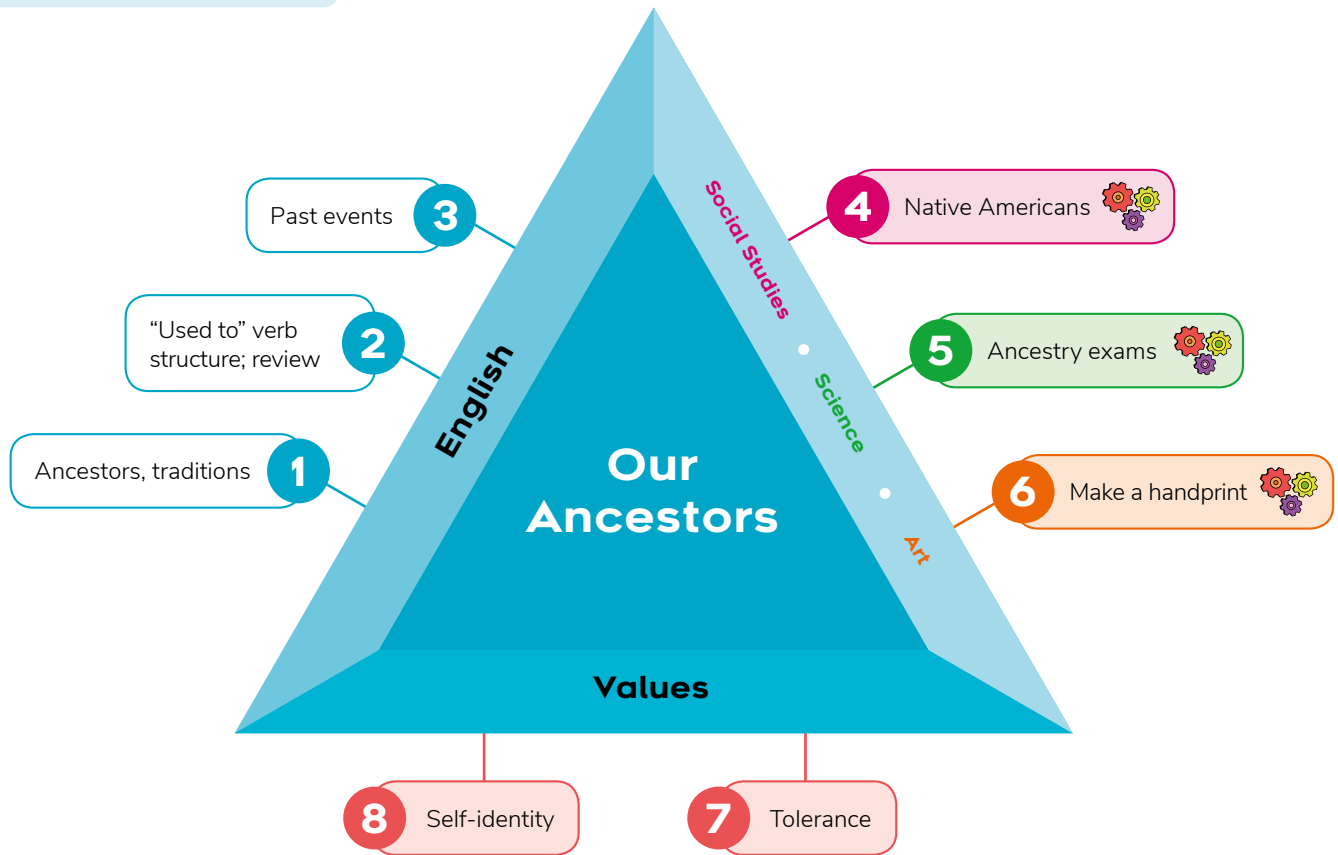 3
Past events
2
“Used to” verb
structure; review
1
Ancestors, traditions
English
Our
Ancestors
Social Studies
Science
Art
4
Native Americans
5
Ancestry exams
6
Make a handprint
Values
8
Self-identity
7
Tolerance